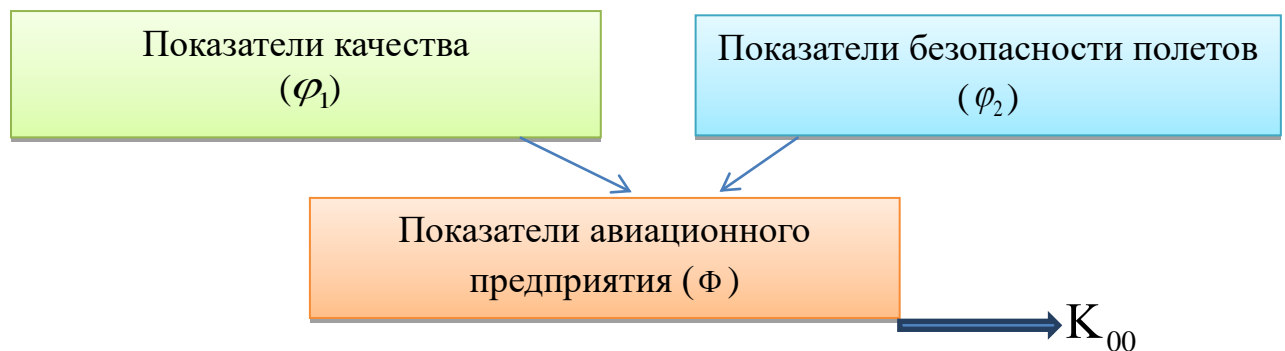 Показатели качества
(φ₁)
Показатели безопасности полетов
(φ₂)
Показатели авиационного
предприятия (Φ)
K₀₀